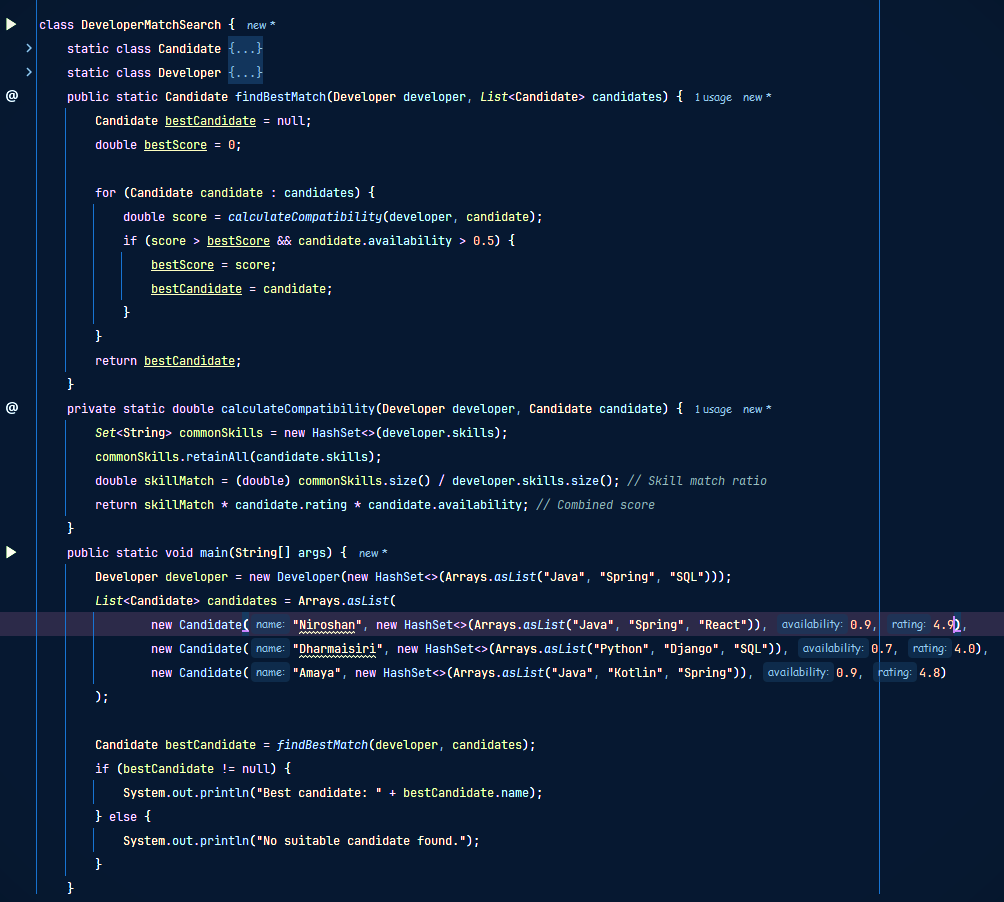 class DeveloperMatchSearch { new *
static class Candidate {...}
static class Developer {...}
public static Candidate findBestMatch(Developer developer, List<Candidate> candidates) { 1 usage new *
Candidate bestCandidate = null;
double bestScore = 0;
for (Candidate candidate : candidates) {
double score = calculateCompatibility(developer, candidate);
if (score > bestScore && candidate.availability > 0.5) {
bestScore = score;
bestCandidate = candidate;
}
}
return bestCandidate;
}
private static double calculateCompatibility(Developer developer, Candidate candidate) { 1 usage new *
Set<String> commonSkills = new HashSet<>(developer.skills);
commonSkills.retainAll(candidate.skills);
double skillMatch = (double) commonSkills.size() / developer.skills.size(); // Skill match ratio
return skillMatch * candidate.rating * candidate.availability; // Combined score
}
public static void main(String[] args) { new *
Developer developer = new Developer(new HashSet<>(Arrays.asList("Java", "Spring", "SQL")));
List<Candidate> candidates = Arrays.asList(
new Candidate( name: "Niroshan", new HashSet<>(Arrays.asList("Java", "Spring", "React")), availability: 0.9, rating: 4.9),
new Candidate( name: "Dharmaisiri", new HashSet<>(Arrays.asList("Python", "Django", "SQL")), availability: 0.7, rating: 4.0),
new Candidate( name: "Amaya", new HashSet<>(Arrays.asList("Java", "Kotlin", "Spring")), availability: 0.9, rating: 4.8)
);
Candidate bestCandidate = findBestMatch(developer, candidates);
if (bestCandidate != null) {
System.out.println("Best candidate: " + bestCandidate.name);
} else {
System.out.println("No suitable candidate found.");
}
}